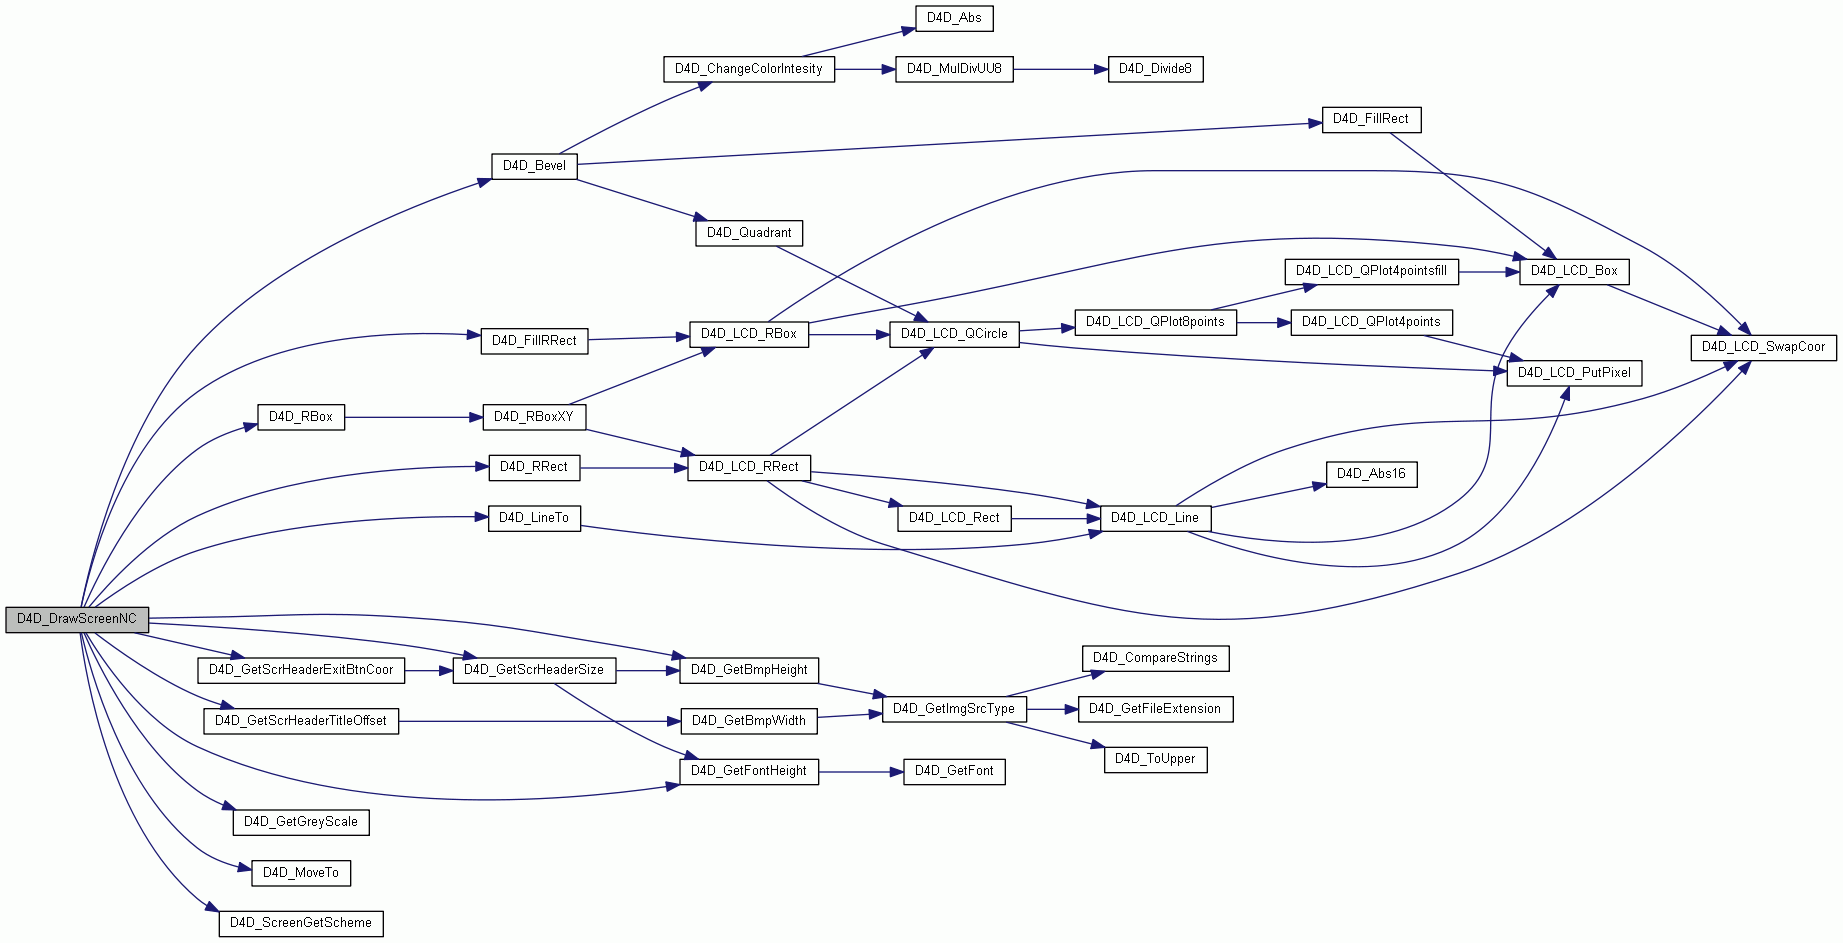 D4D_Abs
D4D_ChangeColorIntesity
D4D_MulDivUU8
D4D_Divide8
D4D_FillRect
D4D_Bevel
D4D_Quadrant
D4D_LCD_QPlot4pointsfill
D4D_LCD_Box
D4D_FillRRect
D4D_LCD_RBox
D4D_LCD_QCircle
D4D_LCD_QPlot8points
D4D_LCD_QPlot4points
D4D_LCD_SwapCoor
D4D_LCD_PutPixel
D4D_RBox
D4D_RBoxXY
D4D_RRect
D4D_LCD_RRect
D4D_Abs16
D4D_LineTo
D4D_LCD_Rect
D4D_LCD_Line
D4D_DrawScreenNC
D4D_GetScrHeaderExitBtnCoor
D4D_GetScrHeaderSize
D4D_GetBmpHeight
D4D_CompareStrings
D4D_GetScrHeaderTitleOffset
D4D_GetBmpWidth
D4D_GetImgSrcType
D4D_GetFileExtension
D4D_ToUpper
D4D_GetFontHeight
D4D_GetFont
D4D_GetGreyScale
D4D_MoveTo
D4D_ScreenGetScheme